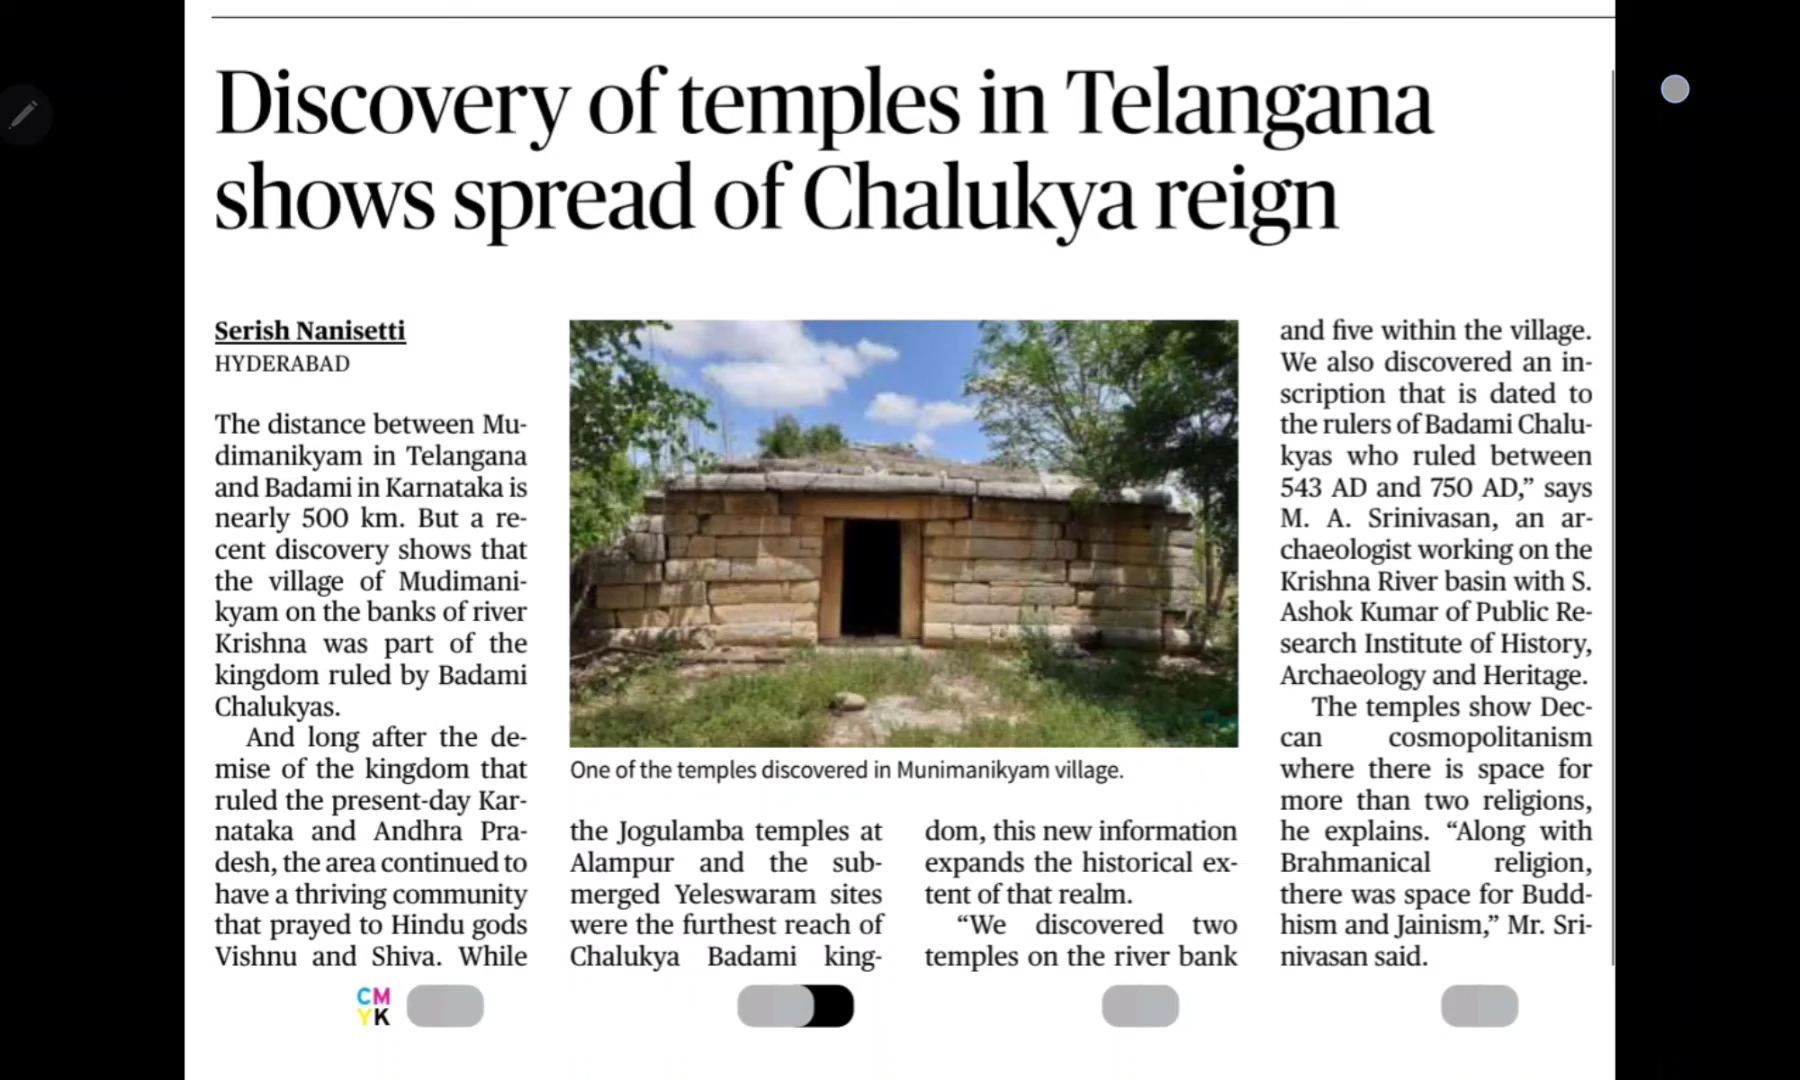 Discovery of temples in Telangana
shows spread of Chalukya reign
Serish Nanisetti
HYDERABAD
The distance between Mu-
dimanikyam in Telangana
and Badami in Karnataka is
nearly 500 km. But a re-
cent discovery shows that
the village of Mudimani-
kyam on the banks of river
Krishna was part of the
kingdom ruled by Badami
Chalukyas.
And long after the de-
mise of the kingdom that
ruled the present-day Kar-
nataka and Andhra Pra-
desh, the area continued to
have a thriving community
that prayed to Hindu gods
Vishnu and Shiva. While
One of the temples discovered in Munimanikyam village.
the Jogulamba temples at
Alampur and the sub-
merged Yeleswaram sites
were the furthest reach of
Chalukya Badami king-
dom, this new information
expands the historical ex-
tent of that realm.
“We discovered two
temples on the river bank
and five within the village.
We also discovered an in-
scription that is dated to
the rulers of Badami Chalu-
kyas who ruled between
543 AD and 750 AD,” says
M. A. Srinivasan, an ar-
chaeologist working on the
Krishna River basin with S.
Ashok Kumar of Public Re-
search Institute of History,
Archaeology and Heritage.
The temples show Dec-
can cosmopolitanism
where there is space for
more than two religions,
he explains. “Along with
Brahmanical religion,
there was space for Budd-
hism and Jainism,” Mr. Sri-
nivasan said.
CM
YK